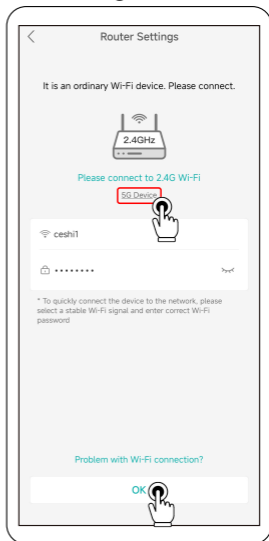 Router Settings
It is an ordinary Wi-Fi device. Please connect.
2.4GHz
Please connect to 2.4G Wi-Fi
5G Device
ceshi1
••••••••
* To quickly connect the device to the network, please
select a stable Wi-Fi signal and enter correct Wi-Fi
password
Problem with Wi-Fi connection?
OK